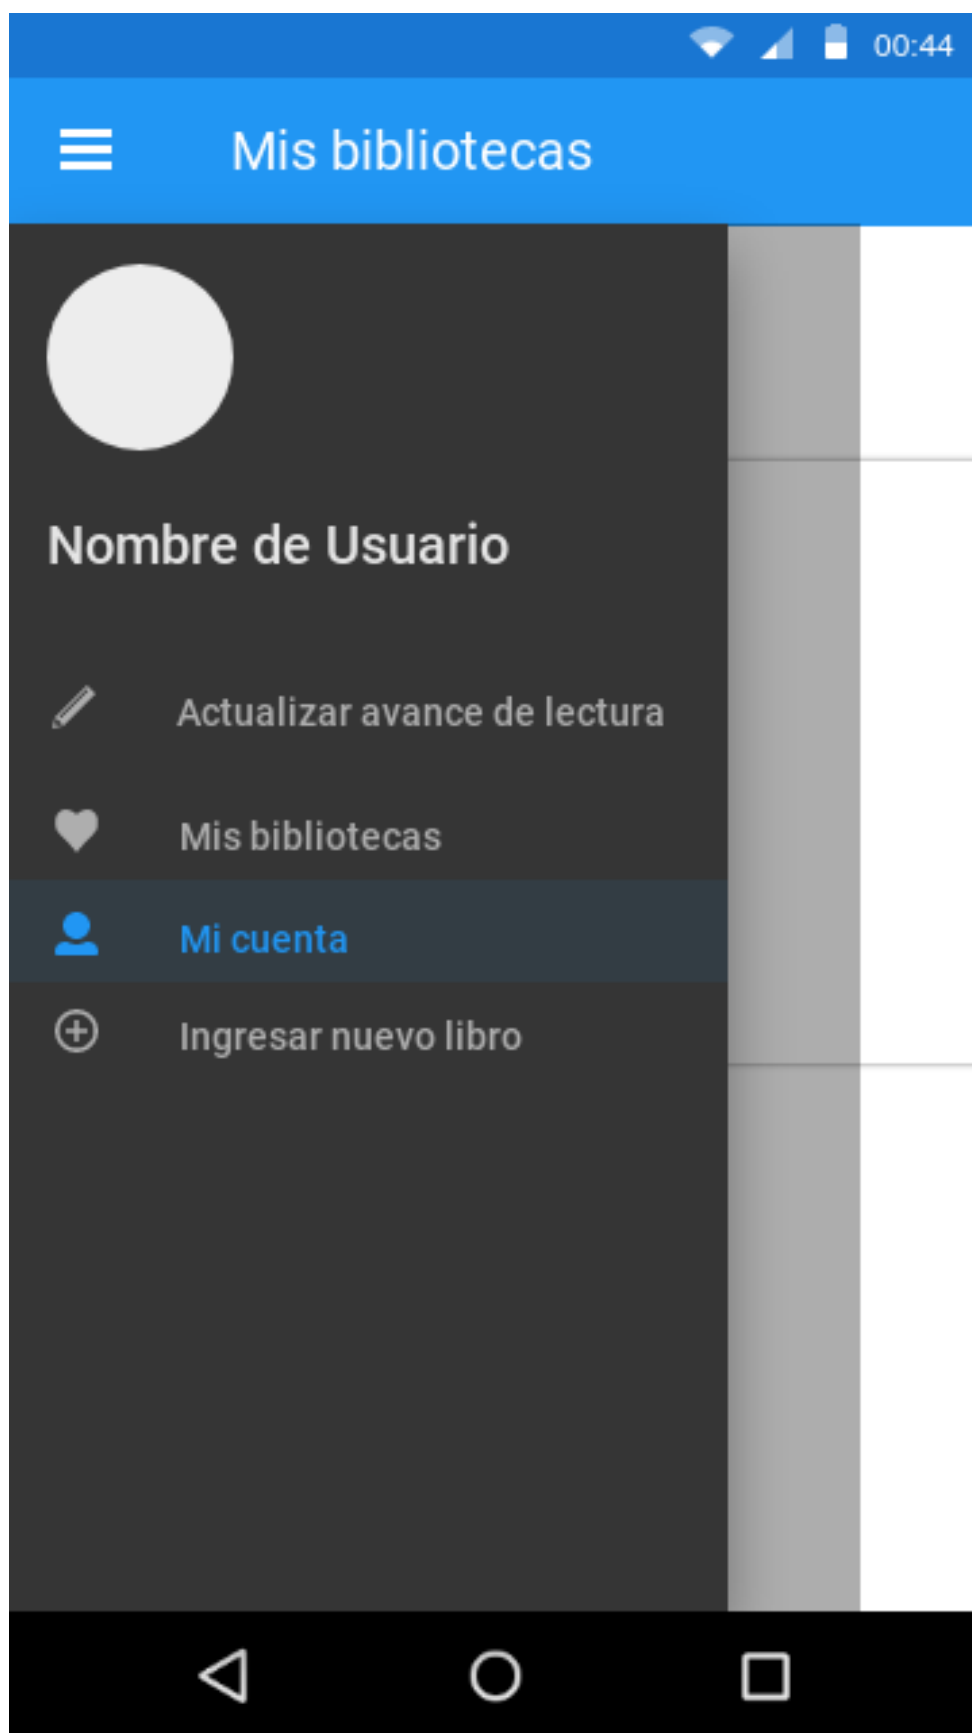 00:44
Mis bibliotecas
Nombre de Usuario
Actualizar avance de lectura
Mis bibliotecas
Mi cuenta
Ingresar nuevo libro